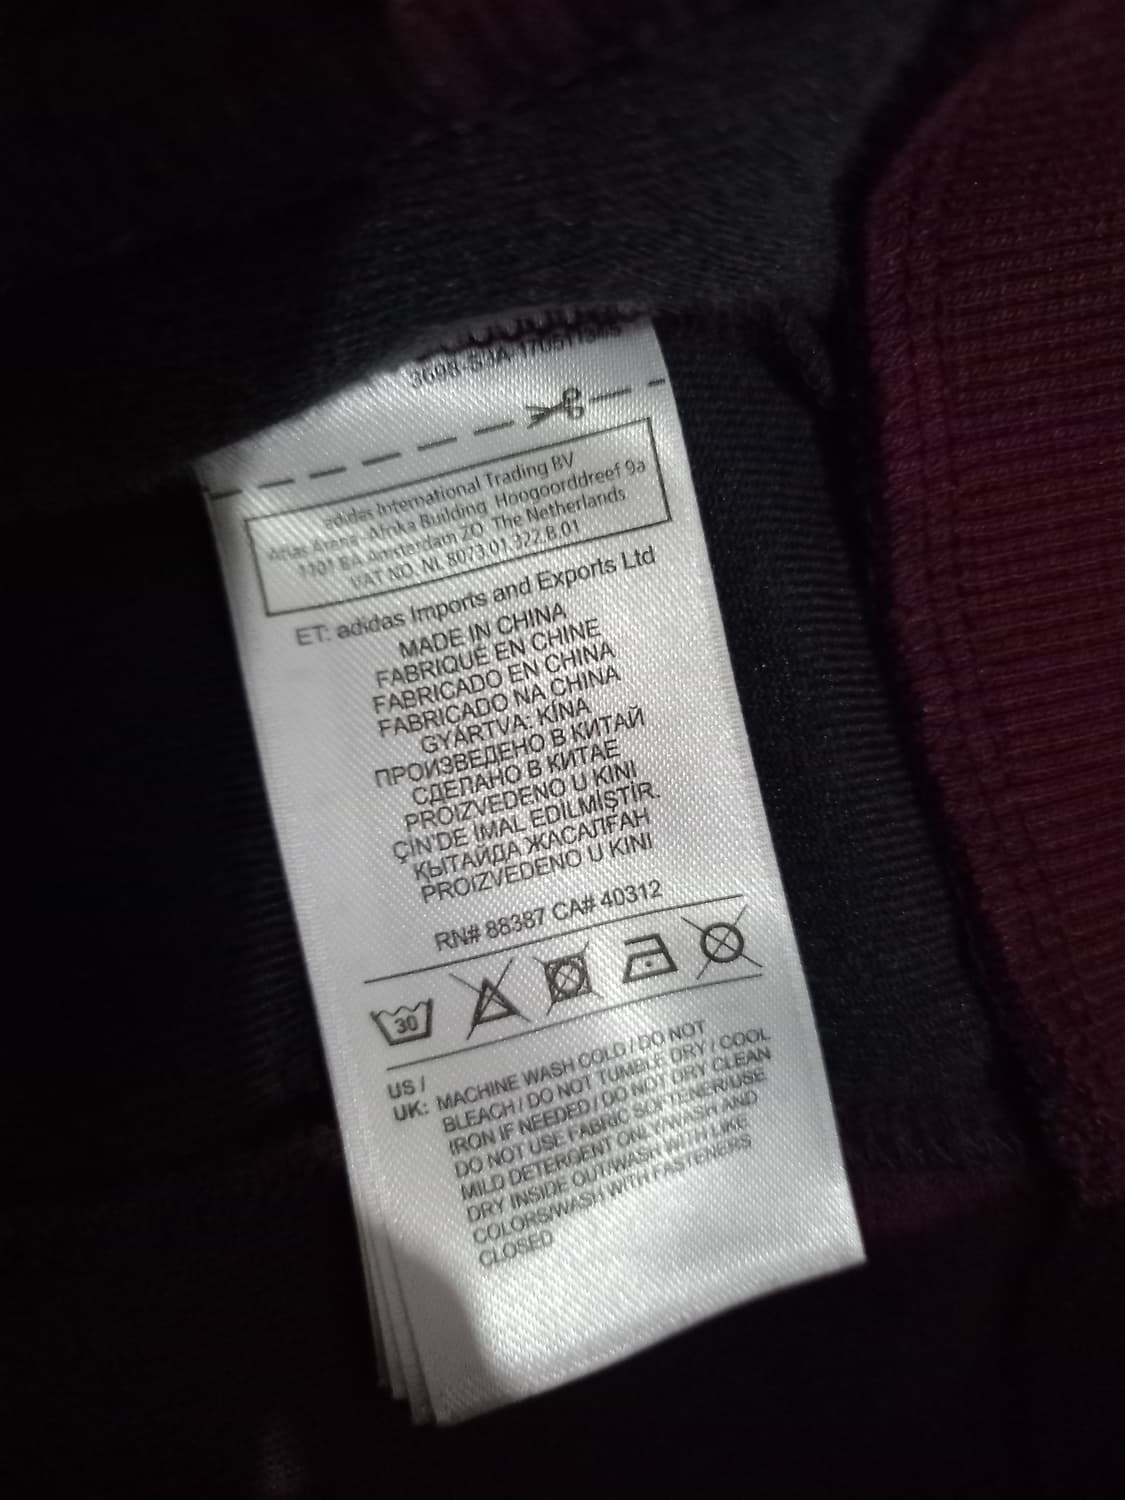 adidas International Trading BV
Atlas Arena - Afrika Building Hoogoorddreef 9a
1101 BA Amsterdam ZO The Netherlands
VAT NO. NL 8073.01.322.B.01
ET: adidas Imports and Exports Ltd
MADE IN CHINA
FABRIQUÉ EN CHINE
FABRICADO EN CHINA
FABRICADO NA CHINA
GYÁRTVA: KÍNA
ПРОИЗВЕДЕНО В КИТАЙ
СДЕЛАНО В КИТАЕ
PROIZVEDENO U KINI
ÇİN'DE İMAL EDİLMİŞTİR.
ҚЫТАЙДА ЖАСАЛҒАН
PROIZVEDENO U KINI
RN# 88387 CA# 40312
30
US /
UK: MACHINE WASH COLD / DO NOT
BLEACH / DO NOT TUMBLE DRY / COOL
IRON IF NEEDED / DO NOT DRY CLEAN
DO NOT USE FABRIC SOFTENER/USE
MILD DETERGENT ONLY/WASH AND
DRY INSIDE OUT/WASH WITH LIKE
COLORS/WASH WITH FASTENERS
CLOSED